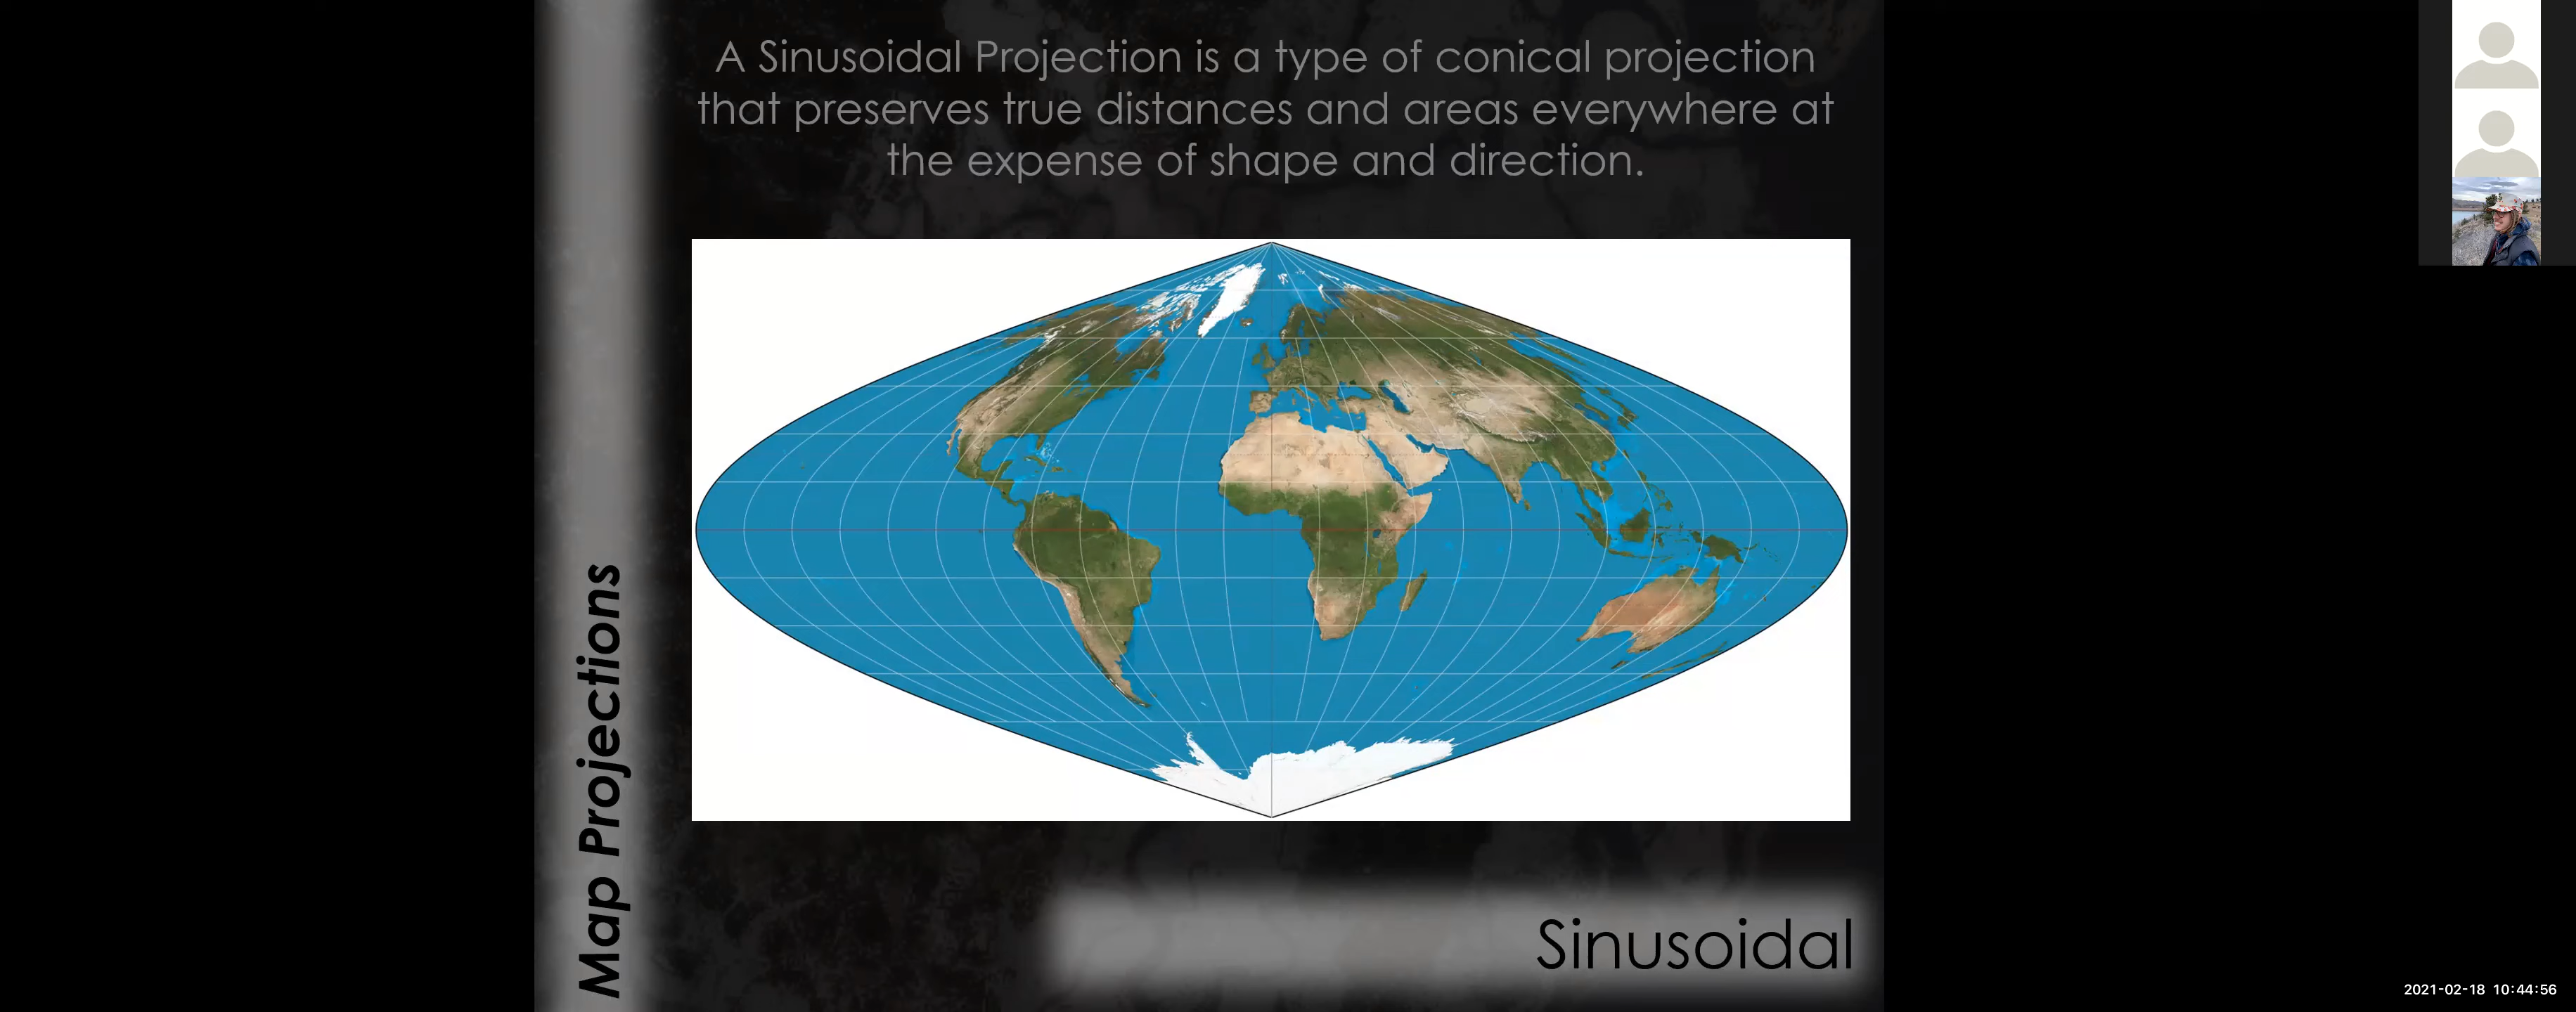 A Sinusoidal Projection is a type of conical projection
that preserves true distances and areas everywhere at
the expense of shape and direction.
Map Projections
Sinusoidal
2021-02-18 10:44:56